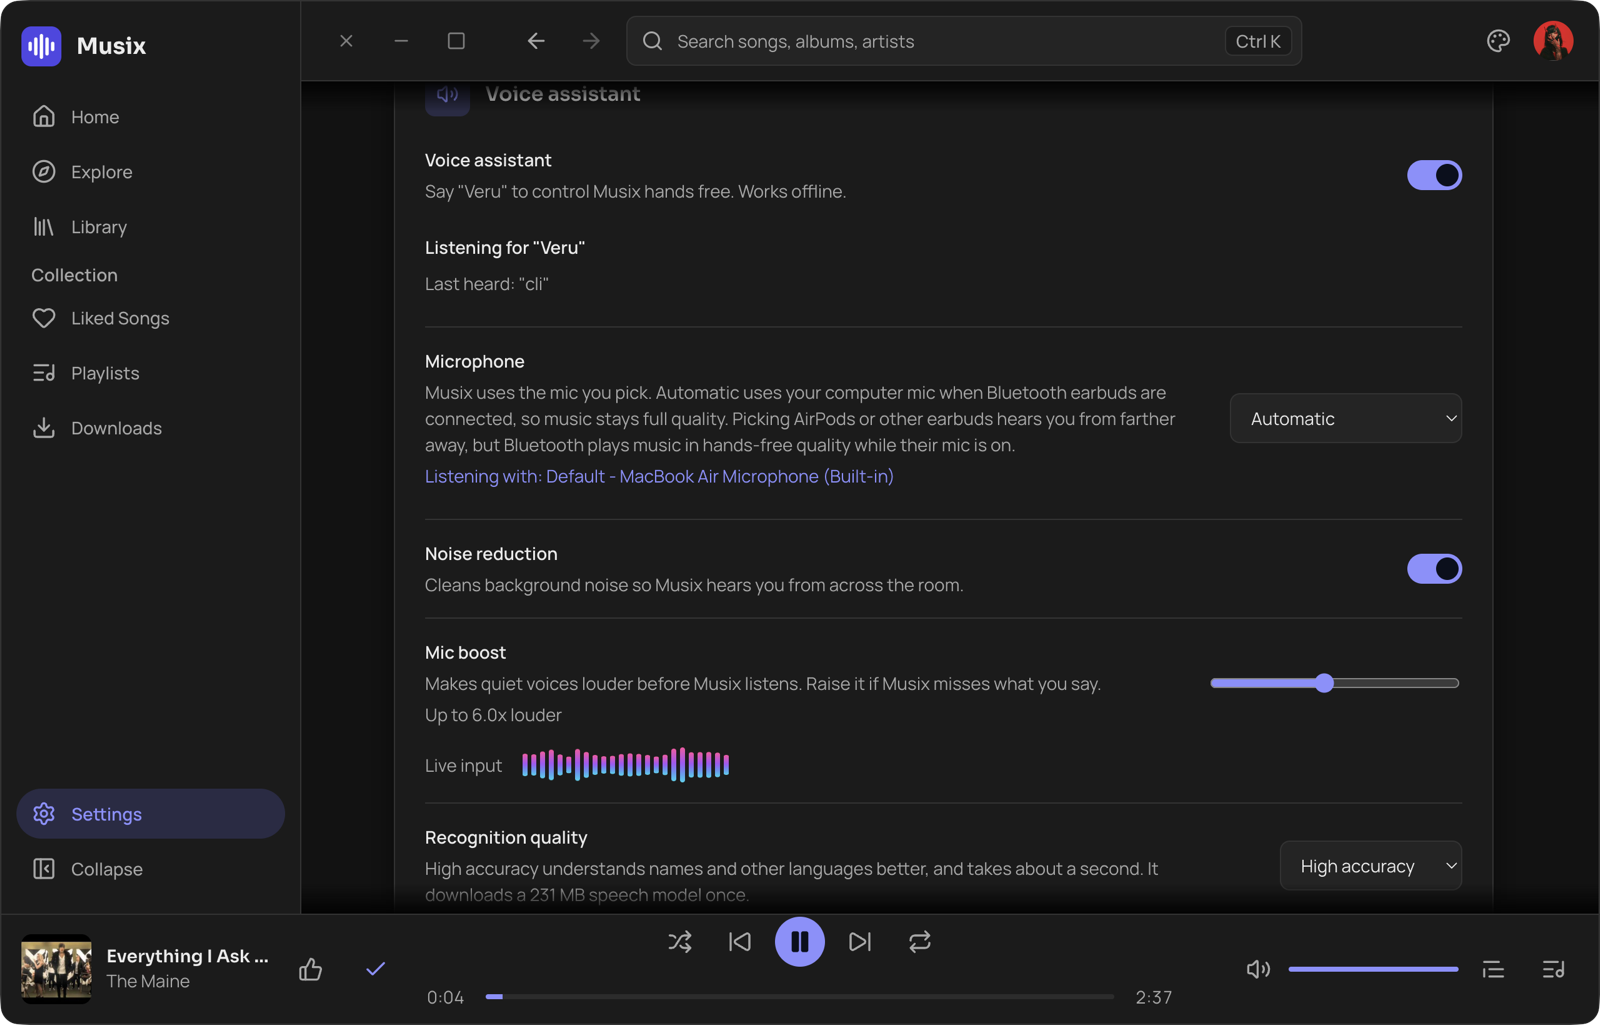 Musix
Search songs, albums, artists
Ctrl K
Home
Explore
Library
Collection
Liked Songs
Playlists
Downloads
Settings
Collapse
Voice assistant
Voice assistant
Say "Veru" to control Musix hands free. Works offline.
Listening for "Veru"
Last heard: "cli"
Microphone
Musix uses the mic you pick. Automatic uses your computer mic when Bluetooth earbuds are
connected, so music stays full quality. Picking AirPods or other earbuds hears you from farther
away, but Bluetooth plays music in hands-free quality while their mic is on.
Listening with: Default - MacBook Air Microphone (Built-in)
Automatic
Noise reduction
Cleans background noise so Musix hears you from across the room.
Mic boost
Makes quiet voices louder before Musix listens. Raise it if Musix misses what you say.
Up to 6.0x louder
Live input
Recognition quality
High accuracy understands names and other languages better, and takes about a second. It
downloads a 231 MB speech model once.
High accuracy
Everything I Ask ...
The Maine
0:04
2:37